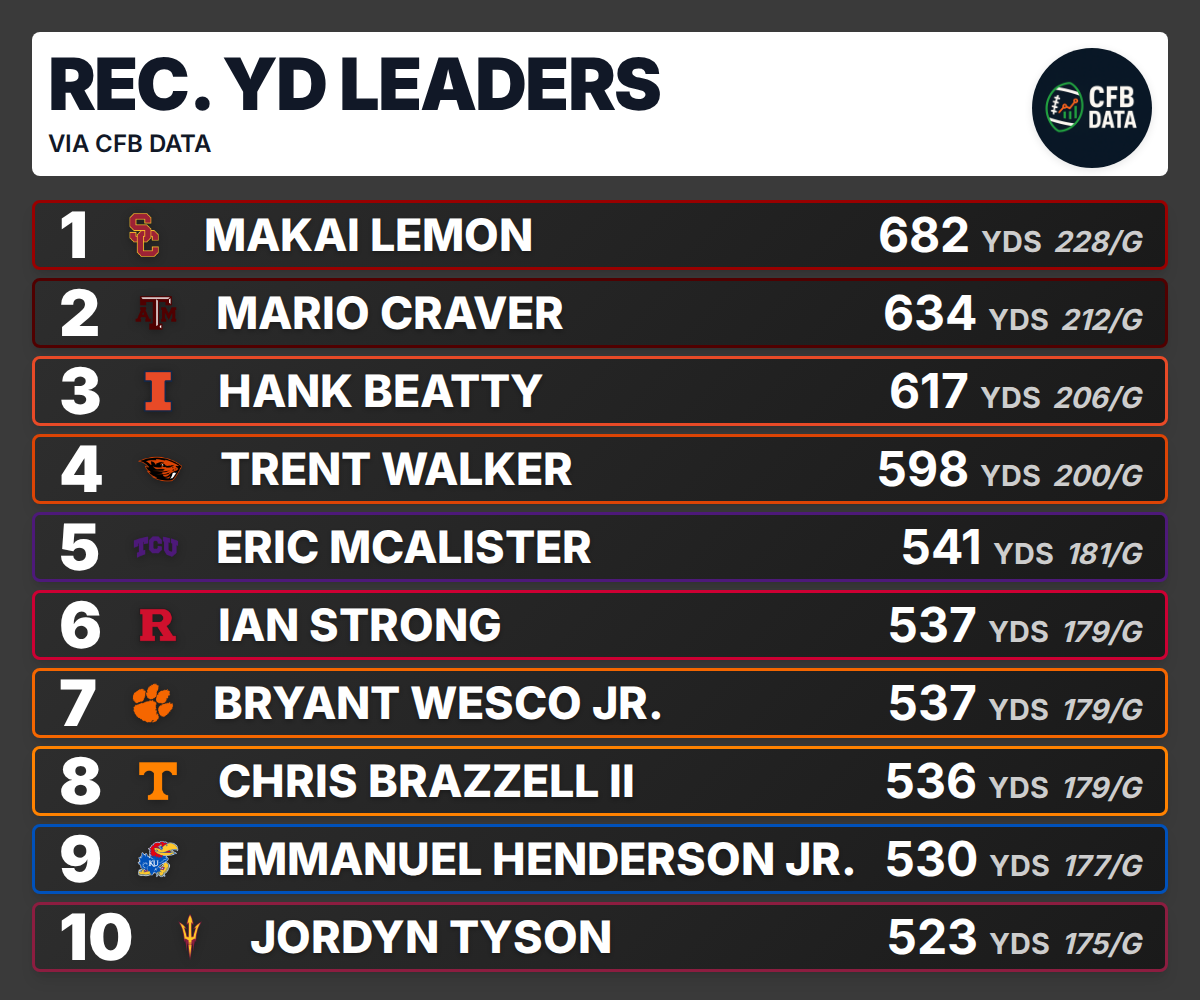 REC. YD LEADERS
VIA CFB DATA
CFB
DATA
1 SC MAKAI LEMON 682 YDS 228/G
2 ATM MARIO CRAVER 634 YDS 212/G
3 I HANK BEATTY 617 YDS 206/G
4 TRENT WALKER 598 YDS 200/G
5 TCU ERIC MCALISTER 541 YDS 181/G
6 R IAN STRONG 537 YDS 179/G
7 BRYANT WESCO JR. 537 YDS 179/G
8 T CHRIS BRAZZELL II 536 YDS 179/G
9 KU EMMANUEL HENDERSON JR. 530 YDS 177/G
10 JORDYN TYSON 523 YDS 175/G